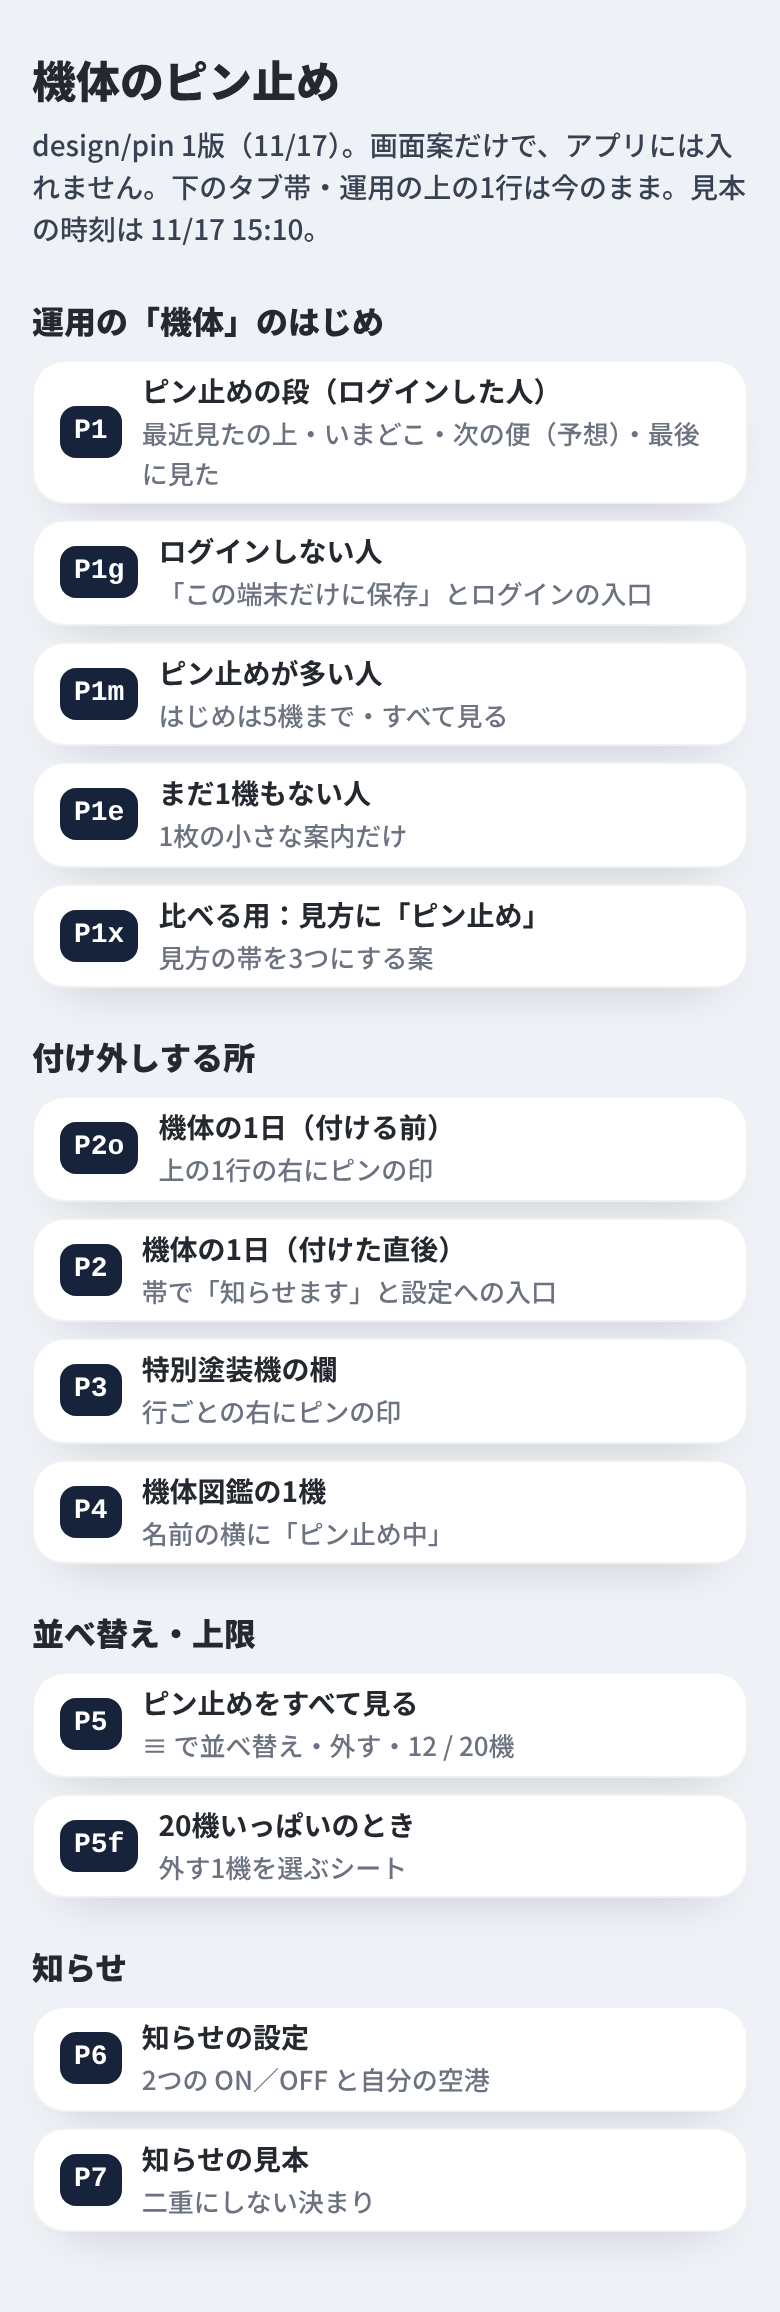 機体のピン止め
design/pin 1版（11/17）。画面案だけで、アプリには入
れません。下のタブ帯・運用の上の1行は今のまま。見本
の時刻は 11/17 15:10。
運用の「機体」のはじめ
P1
ピン止めの段（ログインした人）
最近見たの上・いまどこ・次の便（予想）・最後
に見た
P1g
ログインしない人
「この端末だけに保存」とログインの入口
P1m
ピン止めが多い人
はじめは5機まで・すべて見る
P1e
まだ1機もない人
1枚の小さな案内だけ
P1x
比べる用：見方に「ピン止め」
見方の帯を3つにする案
付け外しする所
P2o
機体の1日（付ける前）
上の1行の右にピンの印
P2
機体の1日（付けた直後）
帯で「知らせます」と設定への入口
P3
特別塗装機の欄
行ごとの右にピンの印
P4
機体図鑑の1機
名前の横に「ピン止め中」
並べ替え・上限
P5
ピン止めをすべて見る
≡ で並べ替え・外す・12 / 20機
P5f
20機いっぱいのとき
外す1機を選ぶシート
知らせ
P6
知らせの設定
2つの ON／OFF と自分の空港
P7
知らせの見本
二重にしない決まり